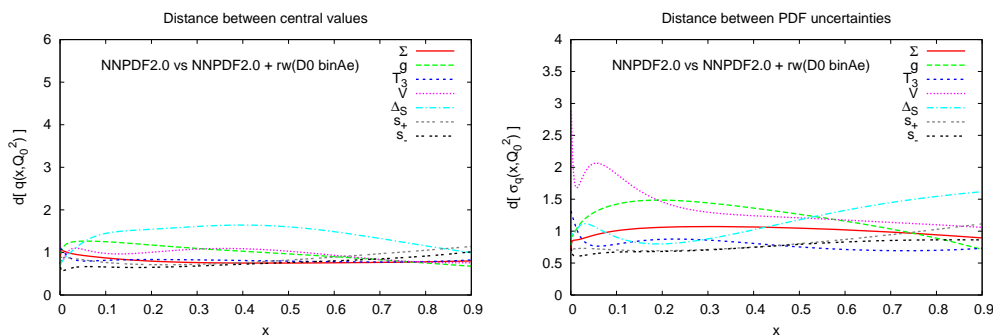 Distance between central values
NNPDF2.0 vs NNPDF2.0 + rw(D0 binAe)
Σ
g
T3
V
ΔS
s+
s-
d[ q(x,Q0²) ]
6
5
4
3
2
1
0
0 0.1 0.2 0.3 0.4 0.5 0.6 0.7 0.8 0.9
x
Distance between PDF uncertainties
NNPDF2.0 vs NNPDF2.0 + rw(D0 binAe)
Σ
g
T3
V
ΔS
s+
s-
d[ σq(x,Q0²) ]
4
3.5
3
2.5
2
1.5
1
0.5
0
0 0.1 0.2 0.3 0.4 0.5 0.6 0.7 0.8 0.9
x